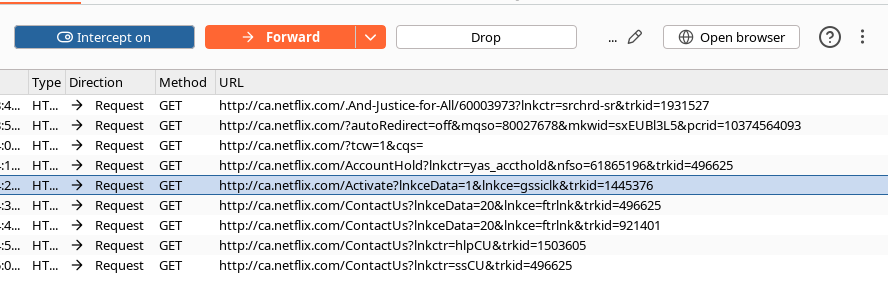 Intercept on Forward Drop ... Open browser ?
Type Direction Method URL
:4... HT... → Request GET http://ca.netflix.com/.And-Justice-for-All/60003973?lnkctr=srchrd-sr&trkid=1931527
:5... HT... → Request GET http://ca.netflix.com/?autoRedirect=off&mqso=80027678&mkwid=sxEUBl3L5&pcrid=10374564093
:0... HT... → Request GET http://ca.netflix.com/?tcw=1&cqs=
:1... HT... → Request GET http://ca.netflix.com/AccountHold?lnkctr=yas_accthold&nfso=61865196&trkid=496625
:2... HT... → Request GET http://ca.netflix.com/Activate?lnkceData=1&lnkce=gssiclk&trkid=1445376
:3... HT... → Request GET http://ca.netflix.com/ContactUs?lnkceData=20&lnkce=ftrlnk&trkid=496625
:4... HT... → Request GET http://ca.netflix.com/ContactUs?lnkceData=20&lnkce=ftrlnk&trkid=921401
:5... HT... → Request GET http://ca.netflix.com/ContactUs?lnkctr=hlpCU&trkid=1503605
:0... HT... → Request GET http://ca.netflix.com/ContactUs?lnkctr=ssCU&trkid=496625